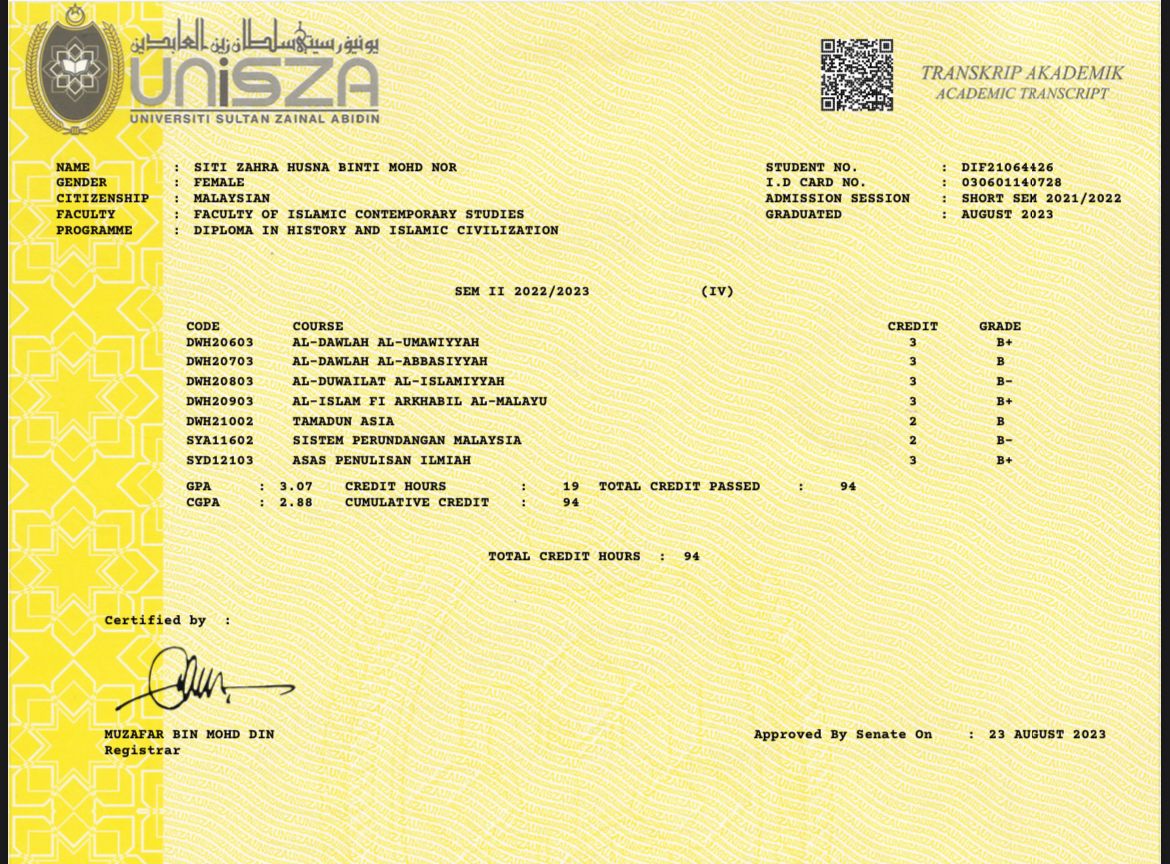 يونيۏرسيتي سلطان زين العابدين
UniSZA
UNIVERSITI SULTAN ZAINAL ABIDIN
TRANSKRIP AKADEMIK
ACADEMIC TRANSCRIPT
NAME : SITI ZAHRA HUSNA BINTI MOHD NOR
GENDER : FEMALE
CITIZENSHIP : MALAYSIAN
FACULTY : FACULTY OF ISLAMIC CONTEMPORARY STUDIES
PROGRAMME : DIPLOMA IN HISTORY AND ISLAMIC CIVILIZATION
STUDENT NO. : DIF21064426
I.D CARD NO. : 030601140728
ADMISSION SESSION : SHORT SEM 2021/2022
GRADUATED : AUGUST 2023
SEM II 2022/2023 (IV)
CODE COURSE CREDIT GRADE
DWH20603 AL-DAWLAH AL-UMAWIYYAH 3 B+
DWH20703 AL-DAWLAH AL-ABBASIYYAH 3 B
DWH20803 AL-DUWAILAT AL-ISLAMIYYAH 3 B-
DWH20903 AL-ISLAM FI ARKHABIL AL-MALAYU 3 B+
DWH21002 TAMADUN ASIA 2 B
SYA11602 SISTEM PERUNDANGAN MALAYSIA 2 B-
SYD12103 ASAS PENULISAN ILMIAH 3 B+
GPA : 3.07 CREDIT HOURS : 19 TOTAL CREDIT PASSED : 94
CGPA : 2.88 CUMULATIVE CREDIT : 94
TOTAL CREDIT HOURS : 94
Certified by :
MUZAFAR BIN MOHD DIN
Registrar
Approved By Senate On : 23 AUGUST 2023